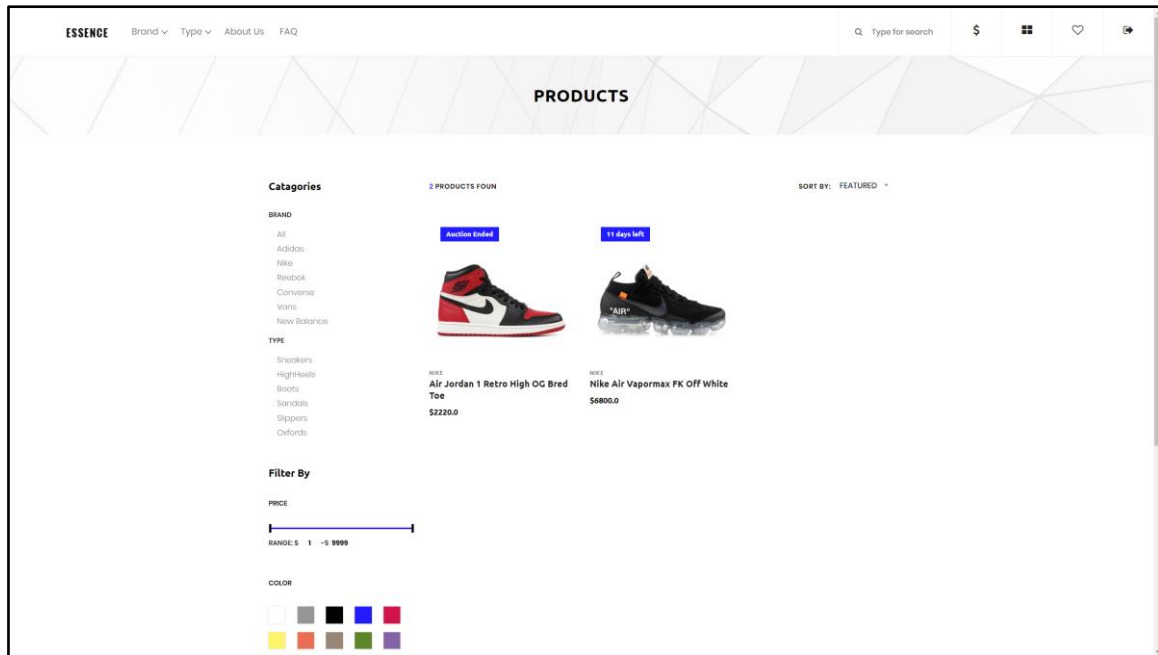 ESSENCE Brand Type About Us FAQ Type for search $
PRODUCTS
Catagories
BRAND
All
Adidas
Nike
Reebok
Converse
Vans
New Balance
TYPE
Sneakers
HighHeels
Boots
Sandals
Slippers
Oxfords
Filter By
PRICE
RANGE: $ 1 -$ 9999
COLOR
2 PRODUCTS FOUN
SORT BY: FEATURED
Auction Ended
NIKE
Air Jordan 1 Retro High OG Bred
Toe
$2220.0
11 days left
"AIR"
NIKE
Nike Air Vapormax FK Off White
$6800.0